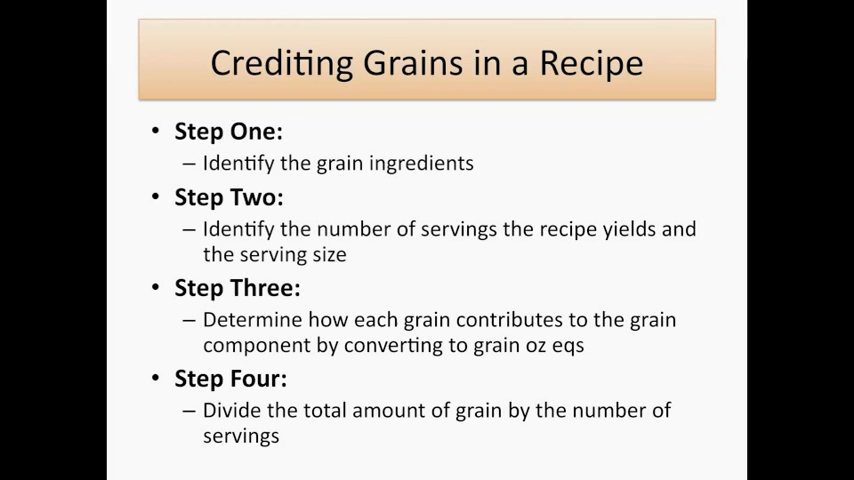 Crediting Grains in a Recipe
• Step One:
– Identify the grain ingredients
• Step Two:
– Identify the number of servings the recipe yields and
the serving size
• Step Three:
– Determine how each grain contributes to the grain
component by converting to grain oz eqs
• Step Four:
– Divide the total amount of grain by the number of
servings